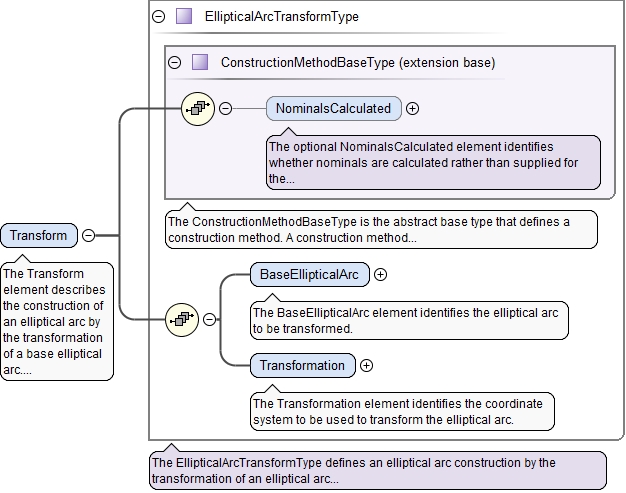 EllipticalArcTransformType
ConstructionMethodBaseType (extension base)
NominalsCalculated
The optional NominalsCalculated element identifies
whether nominals are calculated rather than supplied for
the...
The ConstructionMethodBaseType is the abstract base type that defines a
construction method. A construction method...
Transform
The Transform
element describes
the construction of
an elliptical arc by
the transformation
of a base elliptical
arc....
BaseEllipticalArc
The BaseEllipticalArc element identifies the elliptical arc
to be transformed.
Transformation
The Transformation element identifies the coordinate
system to be used to transform the elliptical arc.
The EllipticalArcTransformType defines an elliptical arc construction by the
transformation of an elliptical arc...